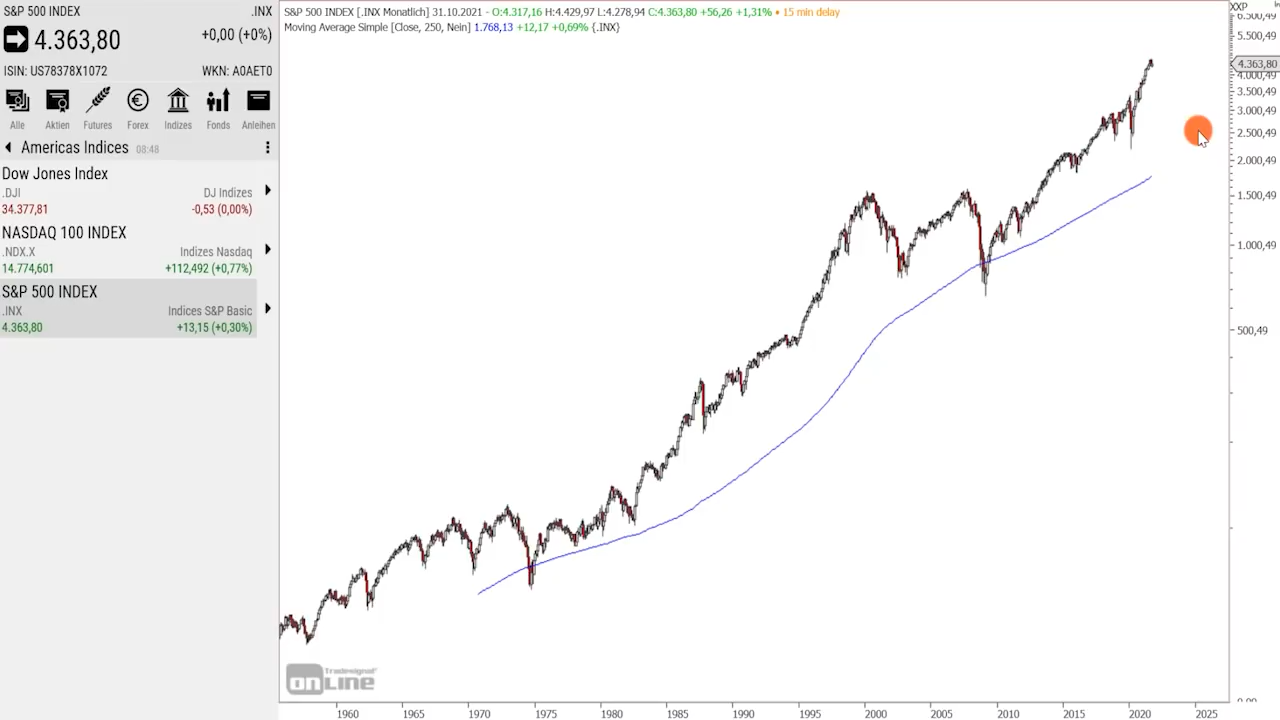 S&P 500 INDEX .INX
4.363,80 +0,00 (+0%)
ISIN: US78378X1072 WKN: A0AET0
Alle Aktien Futures Forex Indizes Fonds Anleihen
Americas Indices 08:48
Dow Jones Index
.DJI DJ Indizes
34.377,81 -0,53 (0,00%)
NASDAQ 100 INDEX
.NDX.X Indizes Nasdaq
14.774,601 +112,492 (+0,77%)
S&P 500 INDEX
.INX Indices S&P Basic
4.363,80 +13,15 (+0,30%)
S&P 500 INDEX [.INX Monatlich] 31.10.2021 - O:4.317,16 H:4.429,97 L:4.278,94 C:4.363,80 +56,26 +1,31% • 15 min delay
Moving Average Simple [Close, 250, Nein] 1.768,13 +12,17 +0,69% {.INX}
XXP
6.500,49
5.500,49
4.363,80
4.000,49
3.500,49
3.000,49
2.500,49
2.000,49
1.500,49
1.000,49
500,49
Tradesignal
online
1960 1965 1970 1975 1980 1985 1990 1995 2000 2005 2010 2015 2020 2025